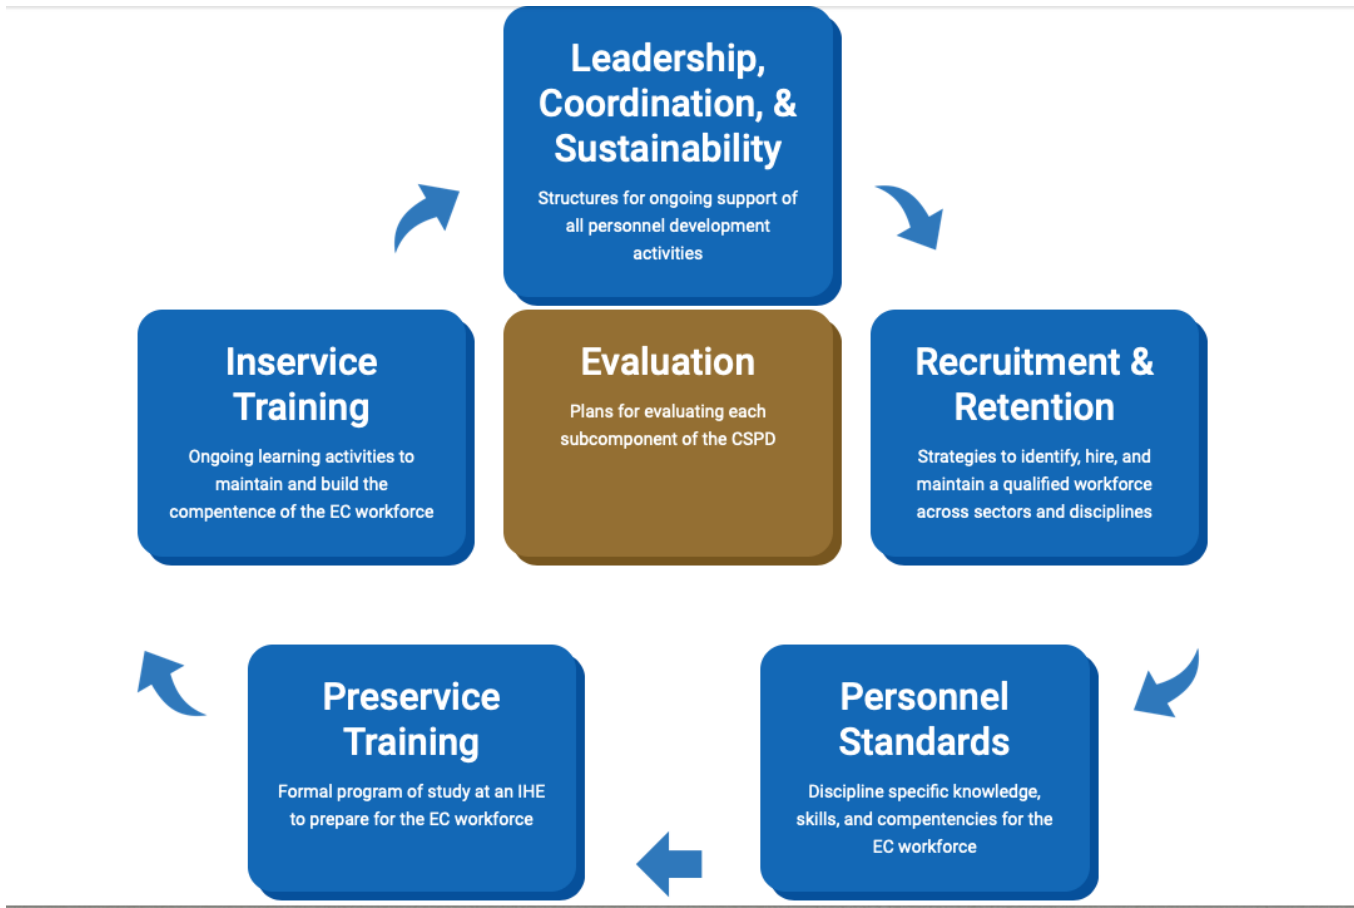 Leadership,
Coordination, &
Sustainability
Structures for ongoing support of
all personnel development
activities
Inservice
Training
Ongoing learning activities to
maintain and build the
compentence of the EC workforce
Evaluation
Plans for evaluating each
subcomponent of the CSPD
Recruitment &
Retention
Strategies to identify, hire, and
maintain a qualified workforce
across sectors and disciplines
Preservice
Training
Formal program of study at an IHE
to prepare for the EC workforce
Personnel
Standards
Discipline specific knowledge,
skills, and compentencies for the
EC workforce